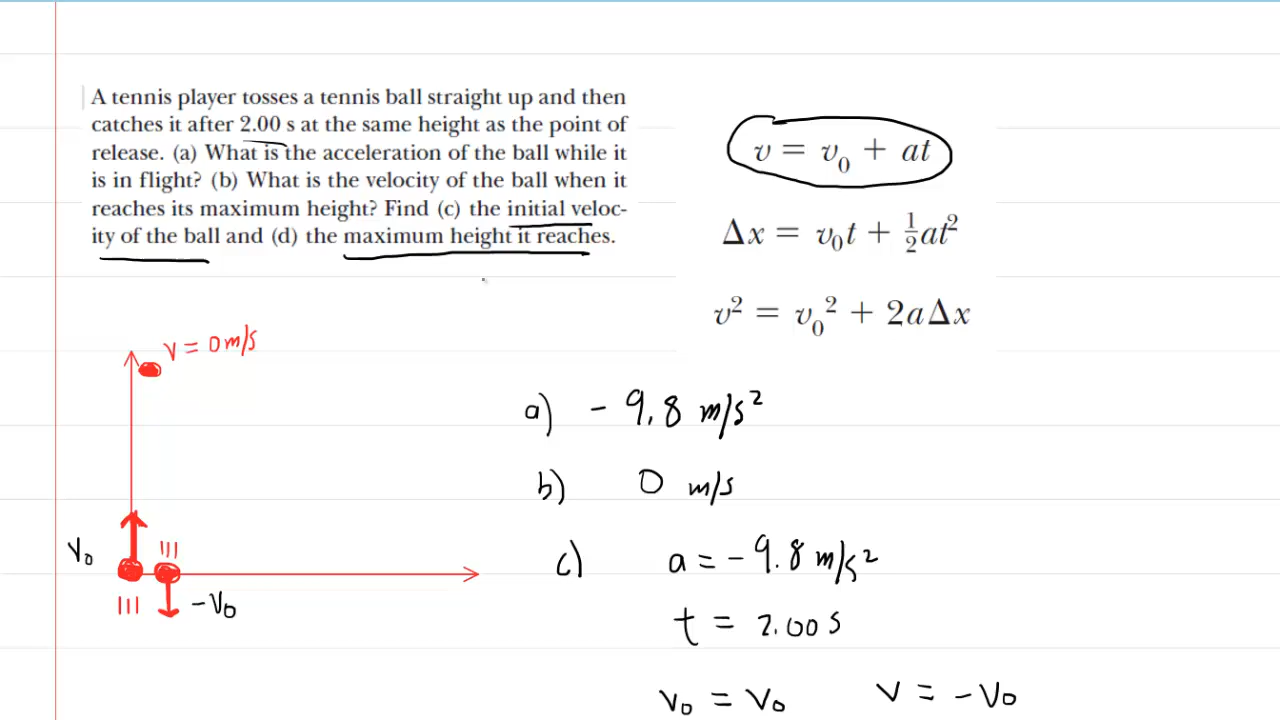 A tennis player tosses a tennis ball straight up and then
catches it after 2.00 s at the same height as the point of
release. (a) What is the acceleration of the ball while it
is in flight? (b) What is the velocity of the ball when it
reaches its maximum height? Find (c) the initial veloc-
ity of the ball and (d) the maximum height it reaches.
v = v₀ + at
Δx = v₀t + ½at²
v² = v₀² + 2aΔx
v = 0 m/s
v₀
-v₀
a) - 9.8 m/s²
b) 0 m/s
c) a = -9.8 m/s²
t = 2.00 s
v₀ = v₀ v = -v₀